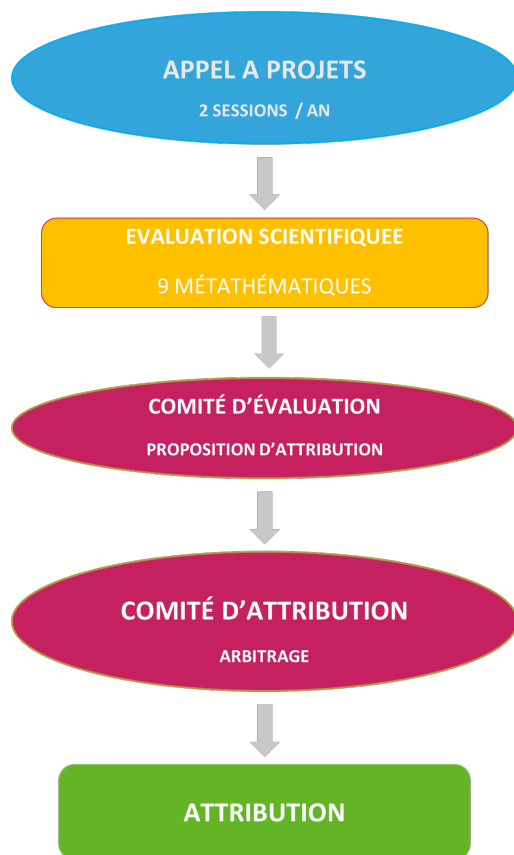 APPEL A PROJETS
2 SESSIONS / AN
EVALUATION SCIENTIFIQUEE
9 MÉTATHÉMATIQUES
COMITÉ D’ÉVALUATION
PROPOSITION D’ATTRIBUTION
COMITÉ D’ATTRIBUTION
ARBITRAGE
ATTRIBUTION